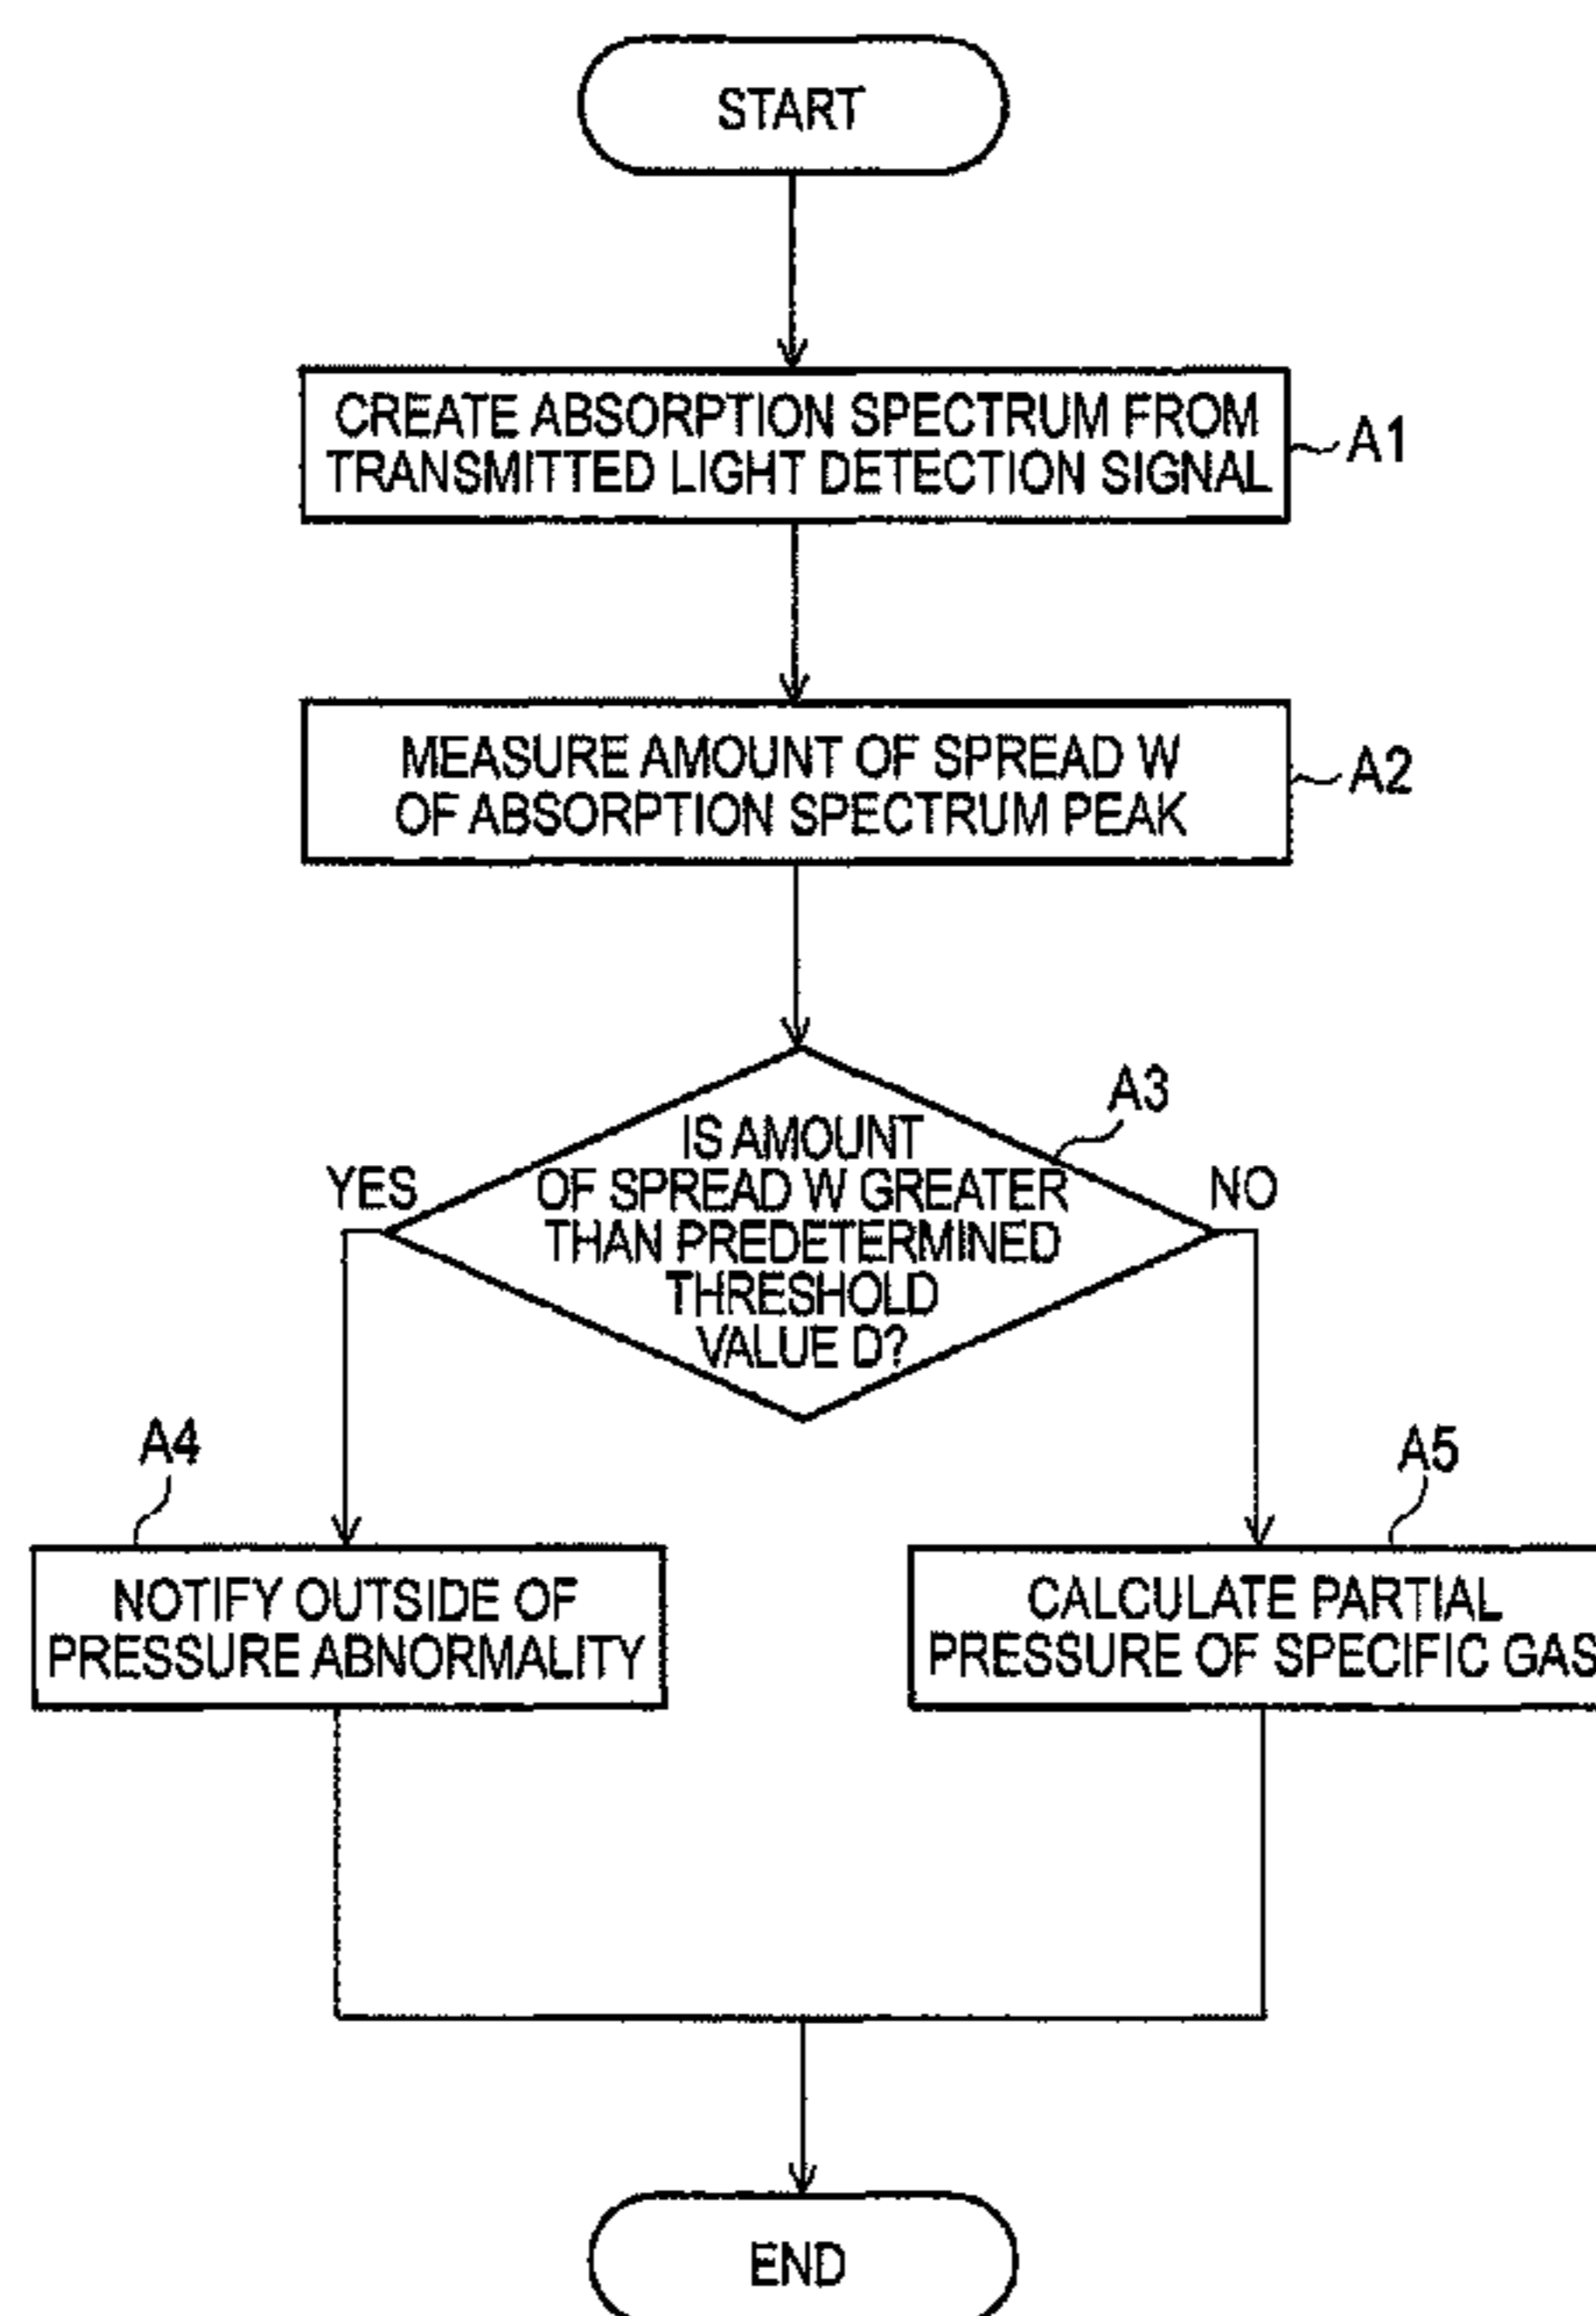 START
CREATE ABSORPTION SPECTRUM FROM
TRANSMITTED LIGHT DETECTION SIGNAL
A1
MEASURE AMOUNT OF SPREAD W
OF ABSORPTION SPECTRUM PEAK
A2
A3
IS AMOUNT
OF SPREAD W GREATER
THAN PREDETERMINED
THRESHOLD
VALUE D?
YES
NO
A4
NOTIFY OUTSIDE OF
PRESSURE ABNORMALITY
A5
CALCULATE PARTIAL
PRESSURE OF SPECIFIC GAS
END